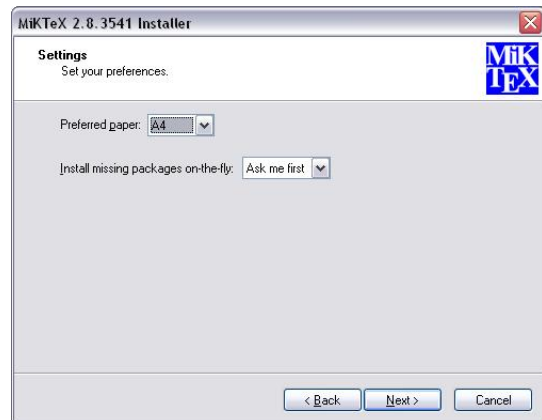 MiKTeX 2.8.3541 Installer
Settings
Set your preferences.
MiK
TEX
Preferred paper: A4
Install missing packages on-the-fly: Ask me first
< Back Next > Cancel